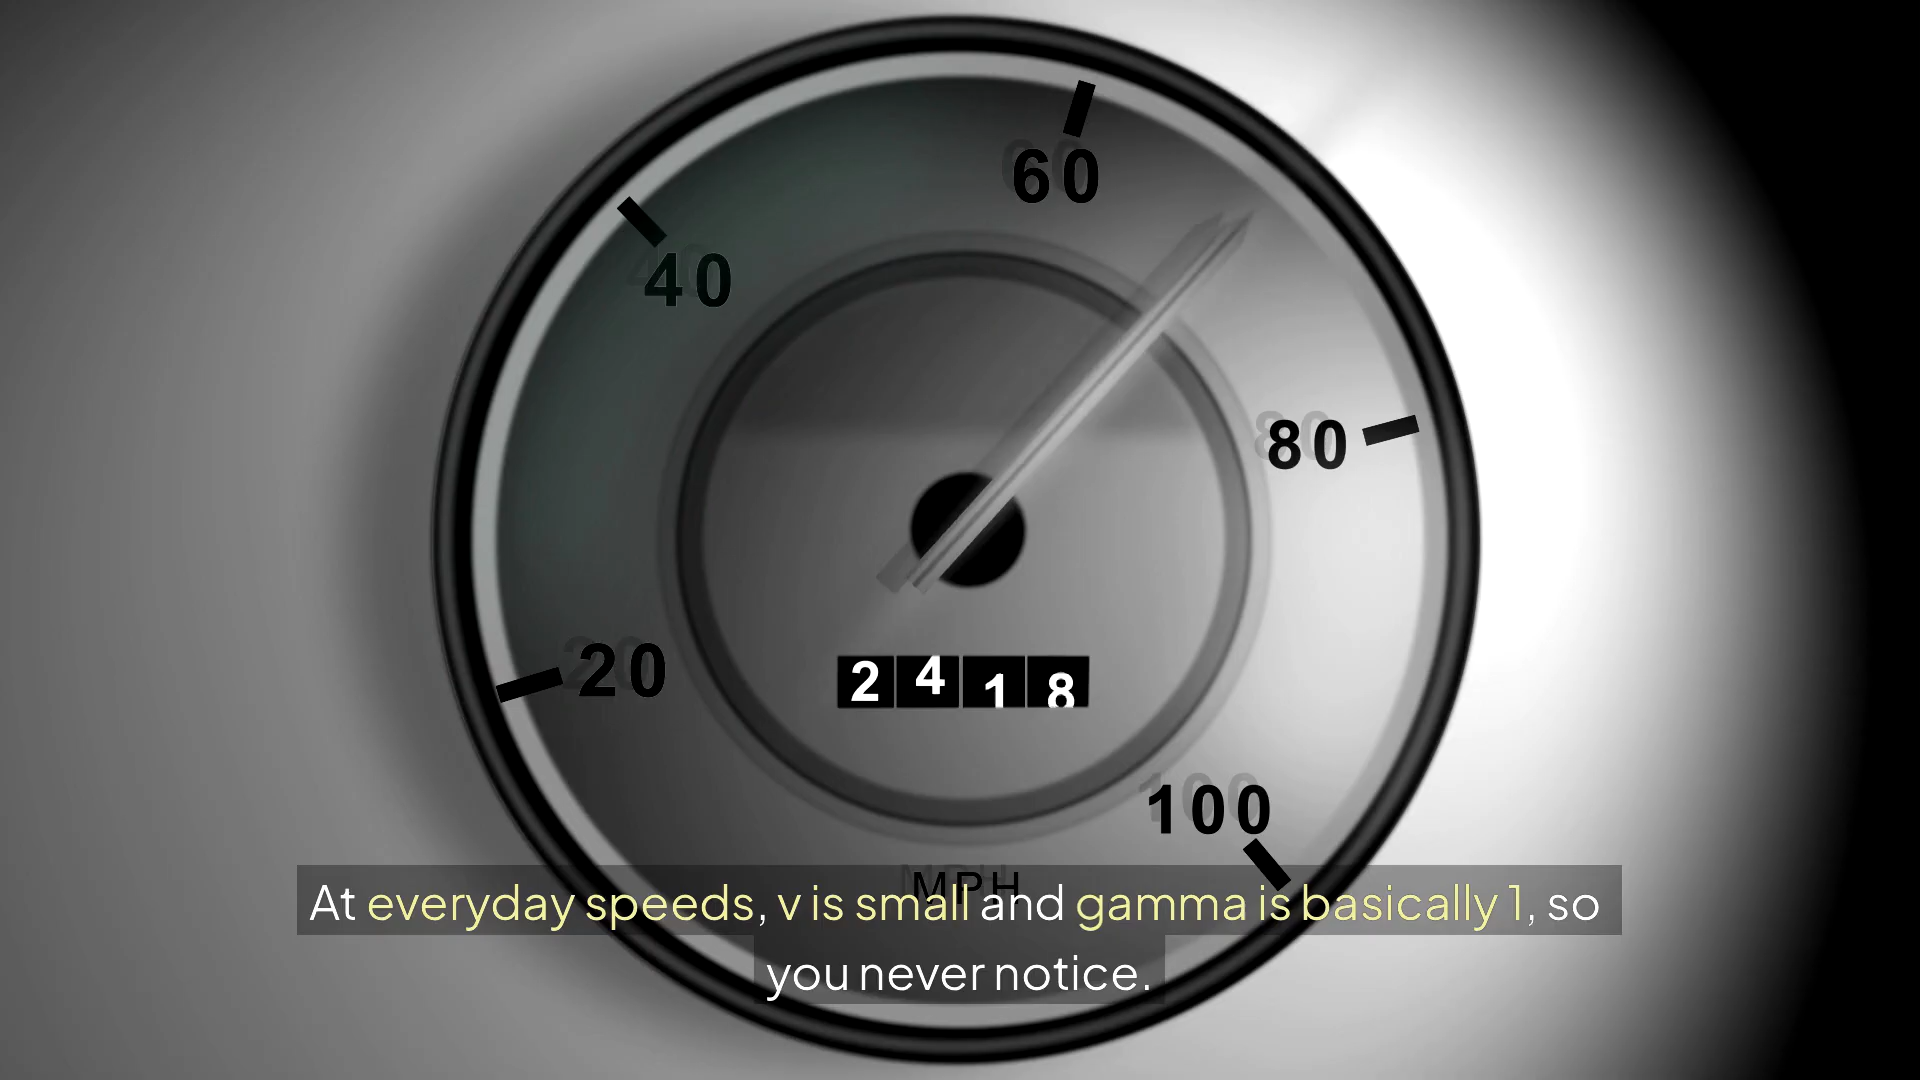 60
40
80
20
2418
100
MPH
At everyday speeds, v is small and gamma is basically 1, so
you never notice.